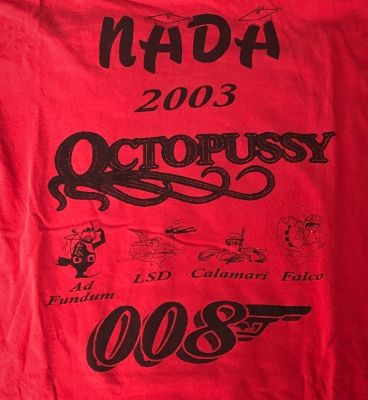 NADA
2003
OCTOPUSSY
Ad Fundum LSD Calamari Falco
008